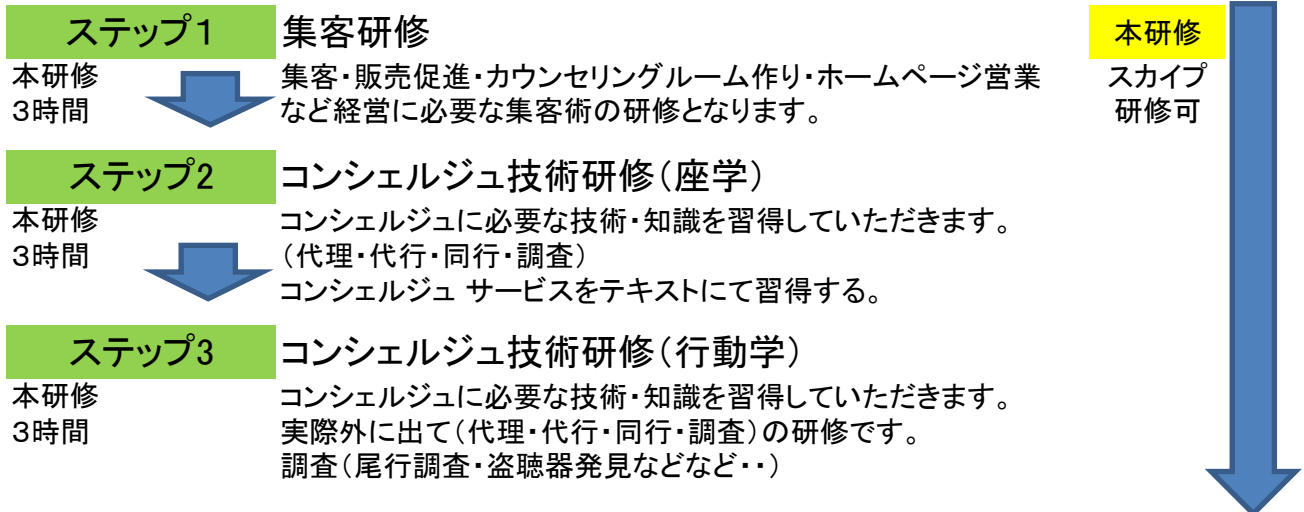 ステップ１
集客研修
本研修
３時間
集客・販売促進・カウンセリングルーム作り・ホームページ営業
など経営に必要な集客術の研修となります。
本研修
スカイプ
研修可
ステップ2
コンシェルジュ技術研修（座学）
本研修
３時間
コンシェルジュに必要な技術・知識を習得していただきます。
（代理・代行・同行・調査）
コンシェルジュ サービスをテキストにて習得する。
ステップ3
コンシェルジュ技術研修（行動学）
本研修
３時間
コンシェルジュに必要な技術・知識を習得していただきます。
実際外に出て（代理・代行・同行・調査）の研修です。
調査（尾行調査・盗聴器発見などなど・・）